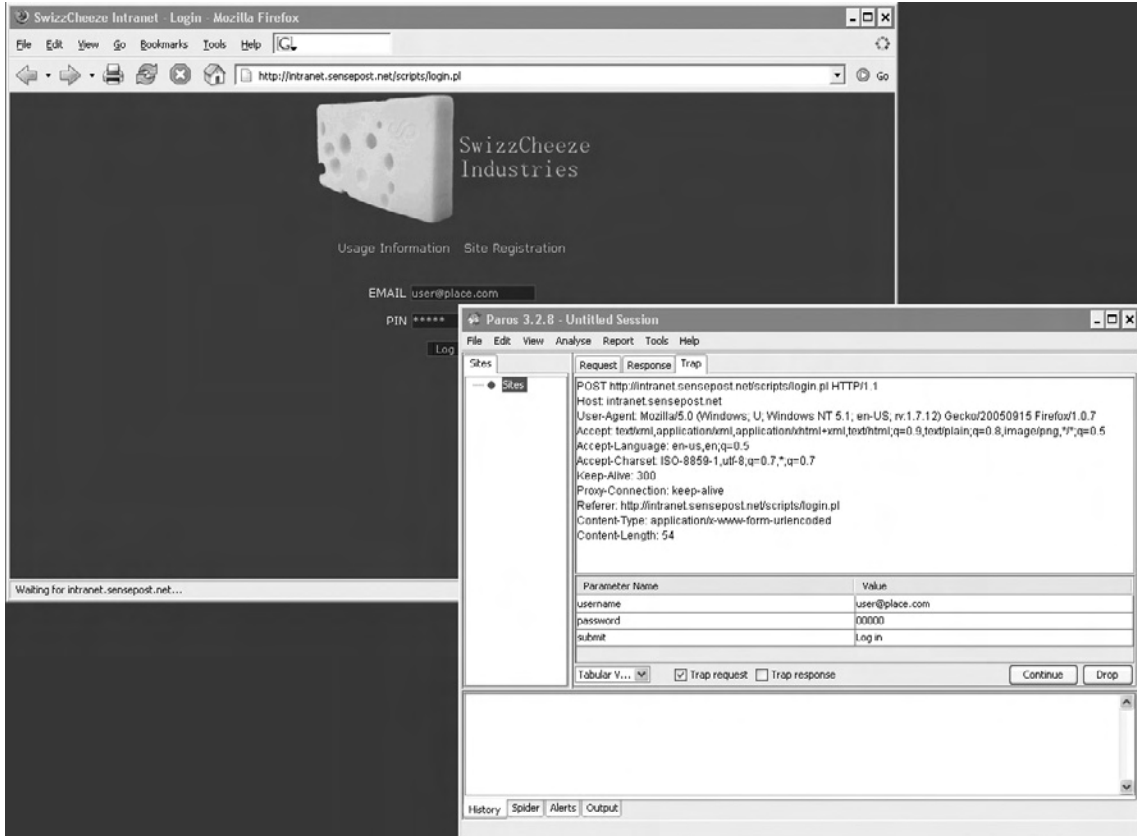 SwizzCheeze Intranet - Login - Mozilla Firefox
File Edit View Go Bookmarks Tools Help G
http://intranet.sensepost.net/scripts/login.pl Go
SwizzCheeze
Industries
Usage Information Site Registration
EMAIL user@place.com
PIN *****
Log
Waiting for intranet.sensepost.net...
Paros 3.2.8 - Untitled Session
File Edit View Analyse Report Tools Help
Sites
Sites
Request Response Trap
POST http://intranet.sensepost.net/scripts/login.pl HTTP/1.1
Host: intranet.sensepost.net
User-Agent: Mozilla/5.0 (Windows; U; Windows NT 5.1; en-US; rv:1.7.12) Gecko/20050915 Firefox/1.0.7
Accept: text/xml,application/xml,application/xhtml+xml,text/html;q=0.9,text/plain;q=0.8,image/png,*/*;q=0.5
Accept-Language: en-us,en;q=0.5
Accept-Charset: ISO-8859-1,utf-8;q=0.7,*;q=0.7
Keep-Alive: 300
Proxy-Connection: keep-alive
Referer: http://intranet.sensepost.net/scripts/login.pl
Content-Type: application/x-www-form-urlencoded
Content-Length: 54
Parameter Name Value
username user@place.com
password 00000
submit Log in
Tabular V... Trap request Trap response Continue Drop
History Spider Alerts Output